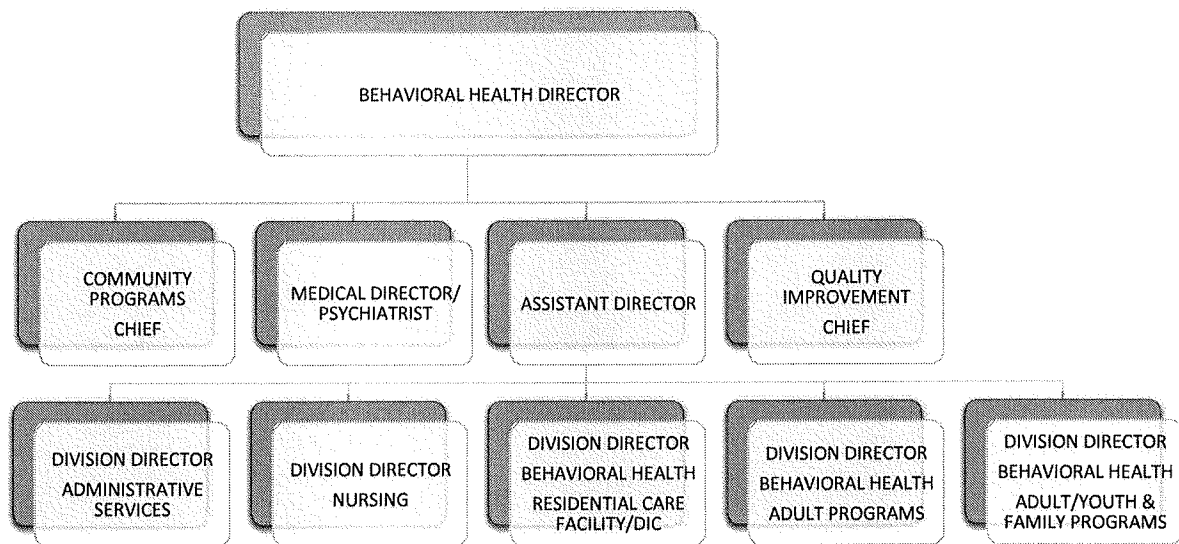 BEHAVIORAL HEALTH DIRECTOR
COMMUNITY
PROGRAMS
CHIEF
MEDICAL DIRECTOR/
PSYCHIATRIST
ASSISTANT DIRECTOR
QUALITY
IMPROVEMENT
CHIEF
DIVISION DIRECTOR
ADMINISTRATIVE
SERVICES
DIVISION DIRECTOR
NURSING
DIVISION DIRECTOR
BEHAVIORAL HEALTH
RESIDENTIAL CARE
FACILITY/DIC
DIVISION DIRECTOR
BEHAVIORAL HEALTH
ADULT PROGRAMS
DIVISION DIRECTOR
BEHAVIORAL HEALTH
ADULT/YOUTH &
FAMILY PROGRAMS